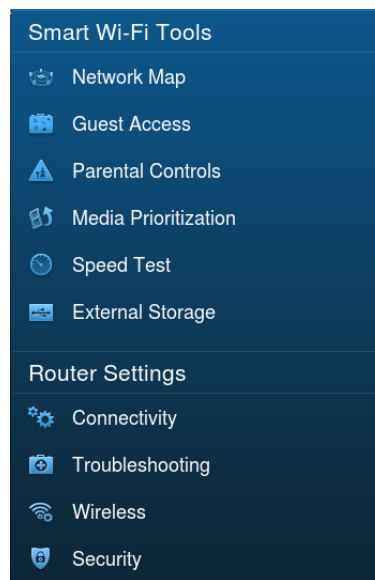 Smart Wi-Fi Tools
Network Map
Guest Access
Parental Controls
Media Prioritization
Speed Test
External Storage
Router Settings
Connectivity
Troubleshooting
Wireless
Security